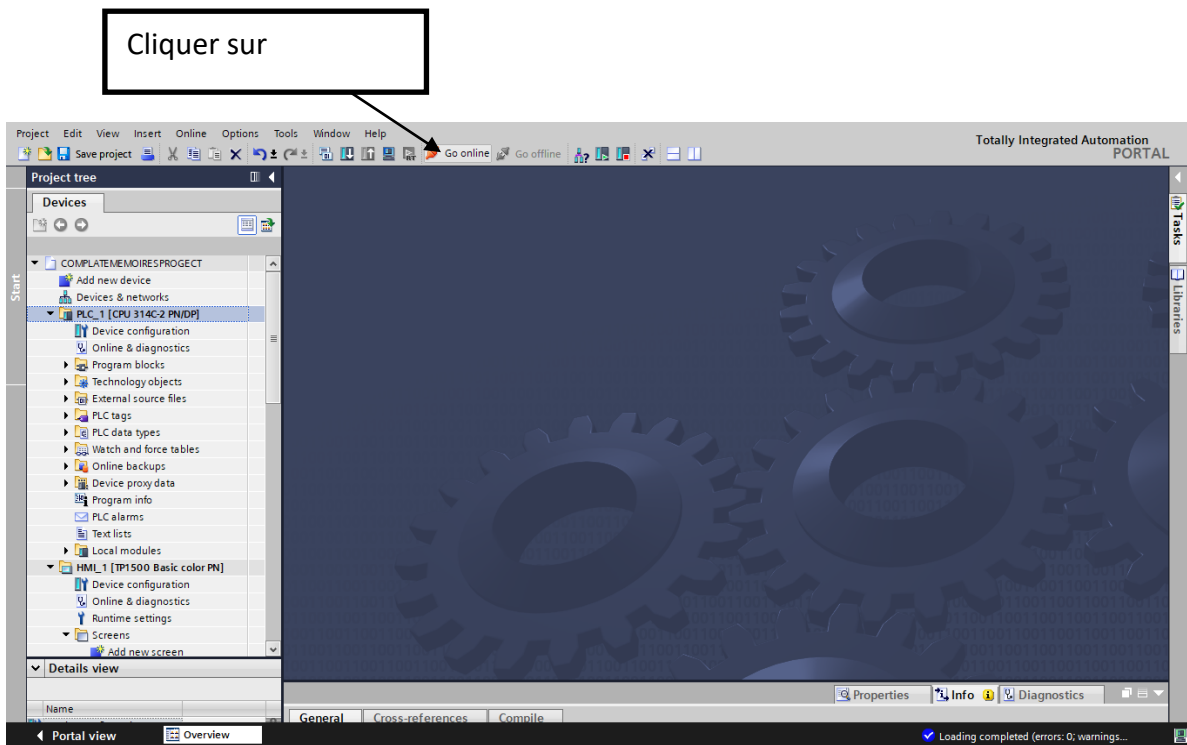 Cliquer sur
Project Edit View Insert Online Options Tools Window Help
Totally Integrated Automation
PORTAL
Save project
Go online
Go offline
Project tree
Devices
Start
COMPLATEMEMOIRESPROGECT
Add new device
Devices & networks
PLC_1 [CPU 314C-2 PN/DP]
Device configuration
Online & diagnostics
Program blocks
Technology objects
External source files
PLC tags
PLC data types
Watch and force tables
Online backups
Device proxy data
Program info
PLC alarms
Text lists
Local modules
HMI_1 [TP1500 Basic color PN]
Device configuration
Online & diagnostics
Runtime settings
Screens
Add new screen
Details view
Name
Tasks
Libraries
Properties
Info
Diagnostics
General
Cross-references
Compile
Portal view
Overview
Loading completed (errors: 0; warnings...